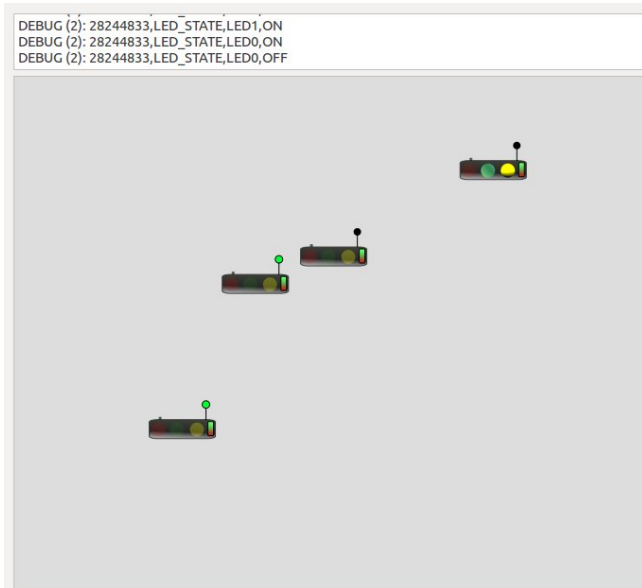 DEBUG (2): 28244833,LED_STATE,LED1,ON
DEBUG (2): 28244833,LED_STATE,LED0,ON
DEBUG (2): 28244833,LED_STATE,LED0,OFF